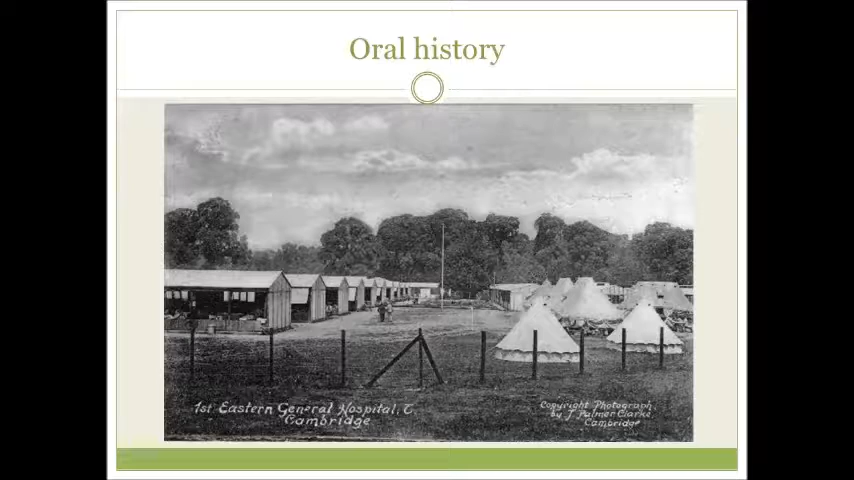 Oral history
1st. Eastern General Hospital, T.
Cambridge
Copyright Photograph,
by J. Palmer Clarke
Cambridge